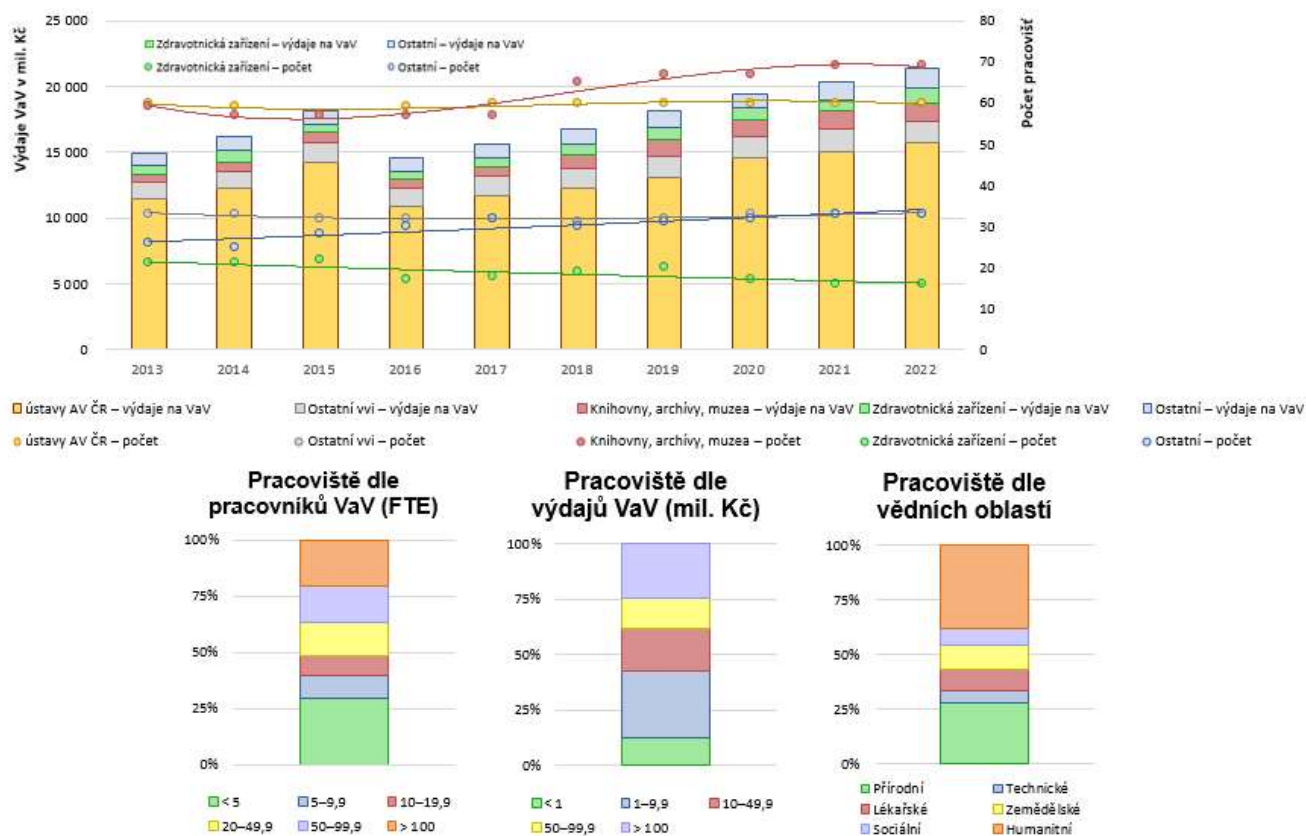 25 000
20 000
15 000
10 000
5 000
0
Výdaje VaV v mil. Kč
80
70
60
50
40
30
20
10
0
Počet pracovišť
Zdravotnická zařízení – výdaje na VaV
Ostatní – výdaje na VaV
Zdravotnická zařízení – počet
Ostatní – počet
2013 2014 2015 2016 2017 2018 2019 2020 2021 2022
ústavy AV ČR – výdaje na VaV Ostatní vvi – výdaje na VaV Knihovny, archívy, muzea – výdaje na VaV Zdravotnická zařízení – výdaje na VaV Ostatní – výdaje na VaV
ústavy AV ČR – počet Ostatní vvi – počet Knihovny, archívy, muzea – počet Zdravotnická zařízení – počet Ostatní – počet
Pracoviště dle
pracovníků VaV (FTE)
100%
75%
50%
25%
0%
< 5 5–9,9 10–19,9
20–49,9 50–99,9 > 100
Pracoviště dle
výdajů VaV (mil. Kč)
100%
75%
50%
25%
0%
< 1 1–9,9 10–49,9
50–99,9 > 100
Pracoviště dle
vědních oblastí
100%
75%
50%
25%
0%
Přírodní Technické
Lékařské Zemědělské
Sociální Humanitní